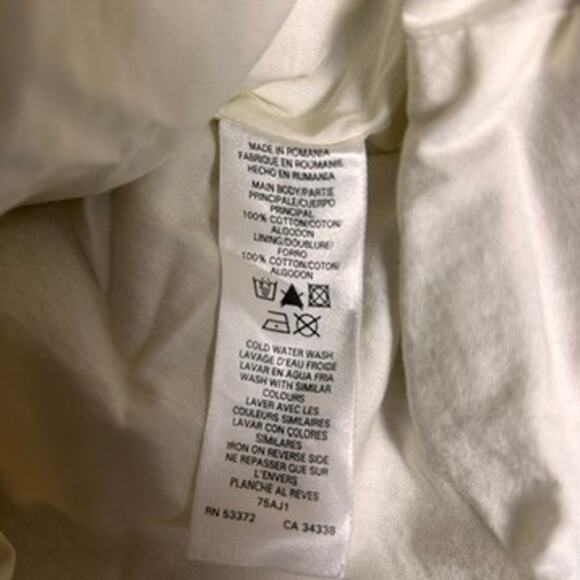 MADE IN ROMANIA
FABRIQUE EN ROUMANIE
HECHO EN RUMANIA
MAIN BODY/PARTIE
PRINCIPALE/CUERPO
PRINCIPAL
100% COTTON/COTON/
ALGODON
LINING/DOUBLURE/
FORRO
100% COTTON/COTON/
ALGODON
COLD WATER WASH
LAVAGE D'EAU FROIDE
LAVAR EN AGUA FRIA
WASH WITH SIMILAR
COLOURS
LAVER AVEC LES
COULEURS SIMILAIRES
LAVAR CON COLORES
SIMILARES
IRON ON REVERSE SIDE
NE REPASSER QUE SUR
L'ENVERS
PLANCHE AL REVES
75AJ1
RN 53372 CA 34338